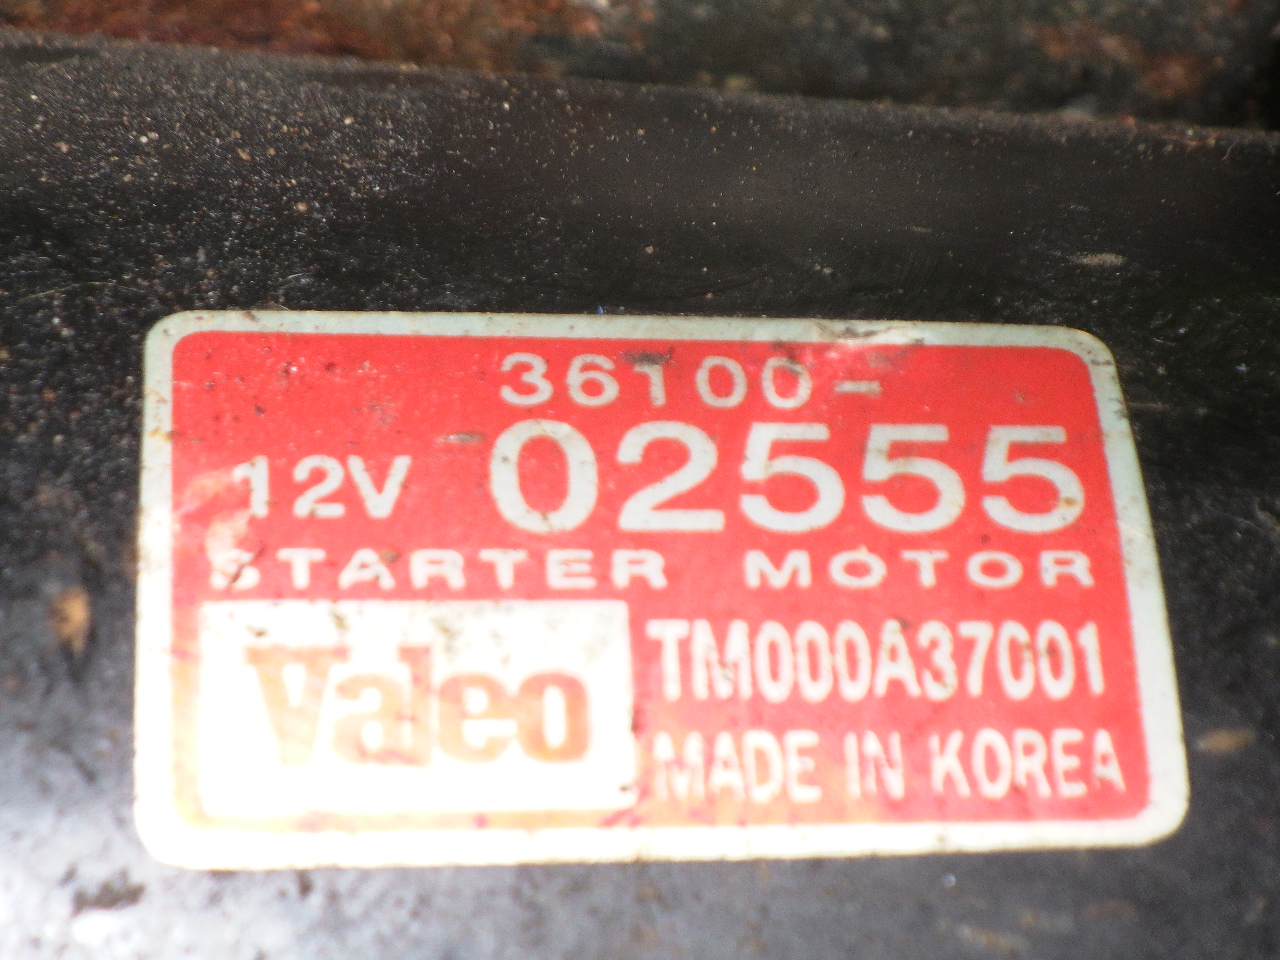 36100-
12V 02555
STARTER MOTOR
Valeo TM000A37001
MADE IN KOREA